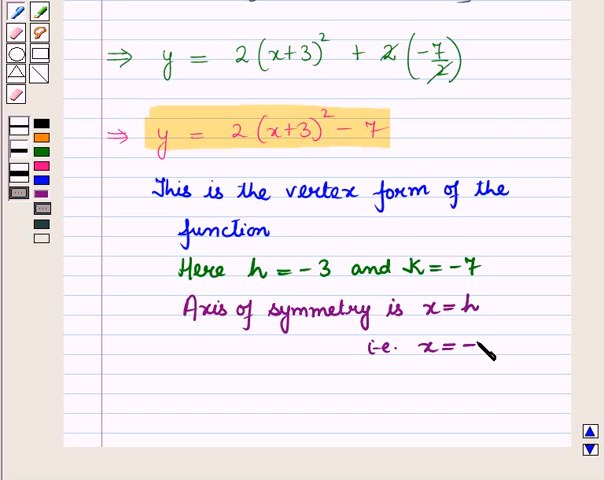 ⇒ y = 2(x+3)² + 2(-7/2)
⇒ y = 2(x+3)² - 7
This is the vertex form of the
function
Here h = -3 and K = -7
Axis of symmetry is x = h
i.e. x = -